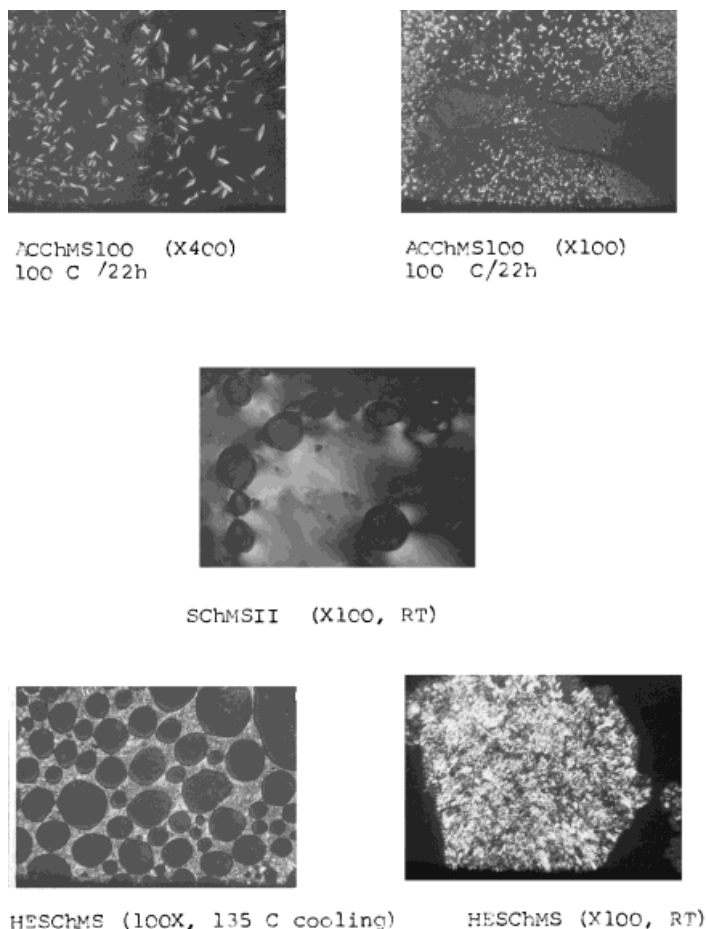 ACChMS100 (X400)
100 C /22h
ACChMS100 (X100)
100 C/22h
SChMSII (X100, RT)
HESChMS (100X, 135 C cooling)
HESChMS (X100, RT)